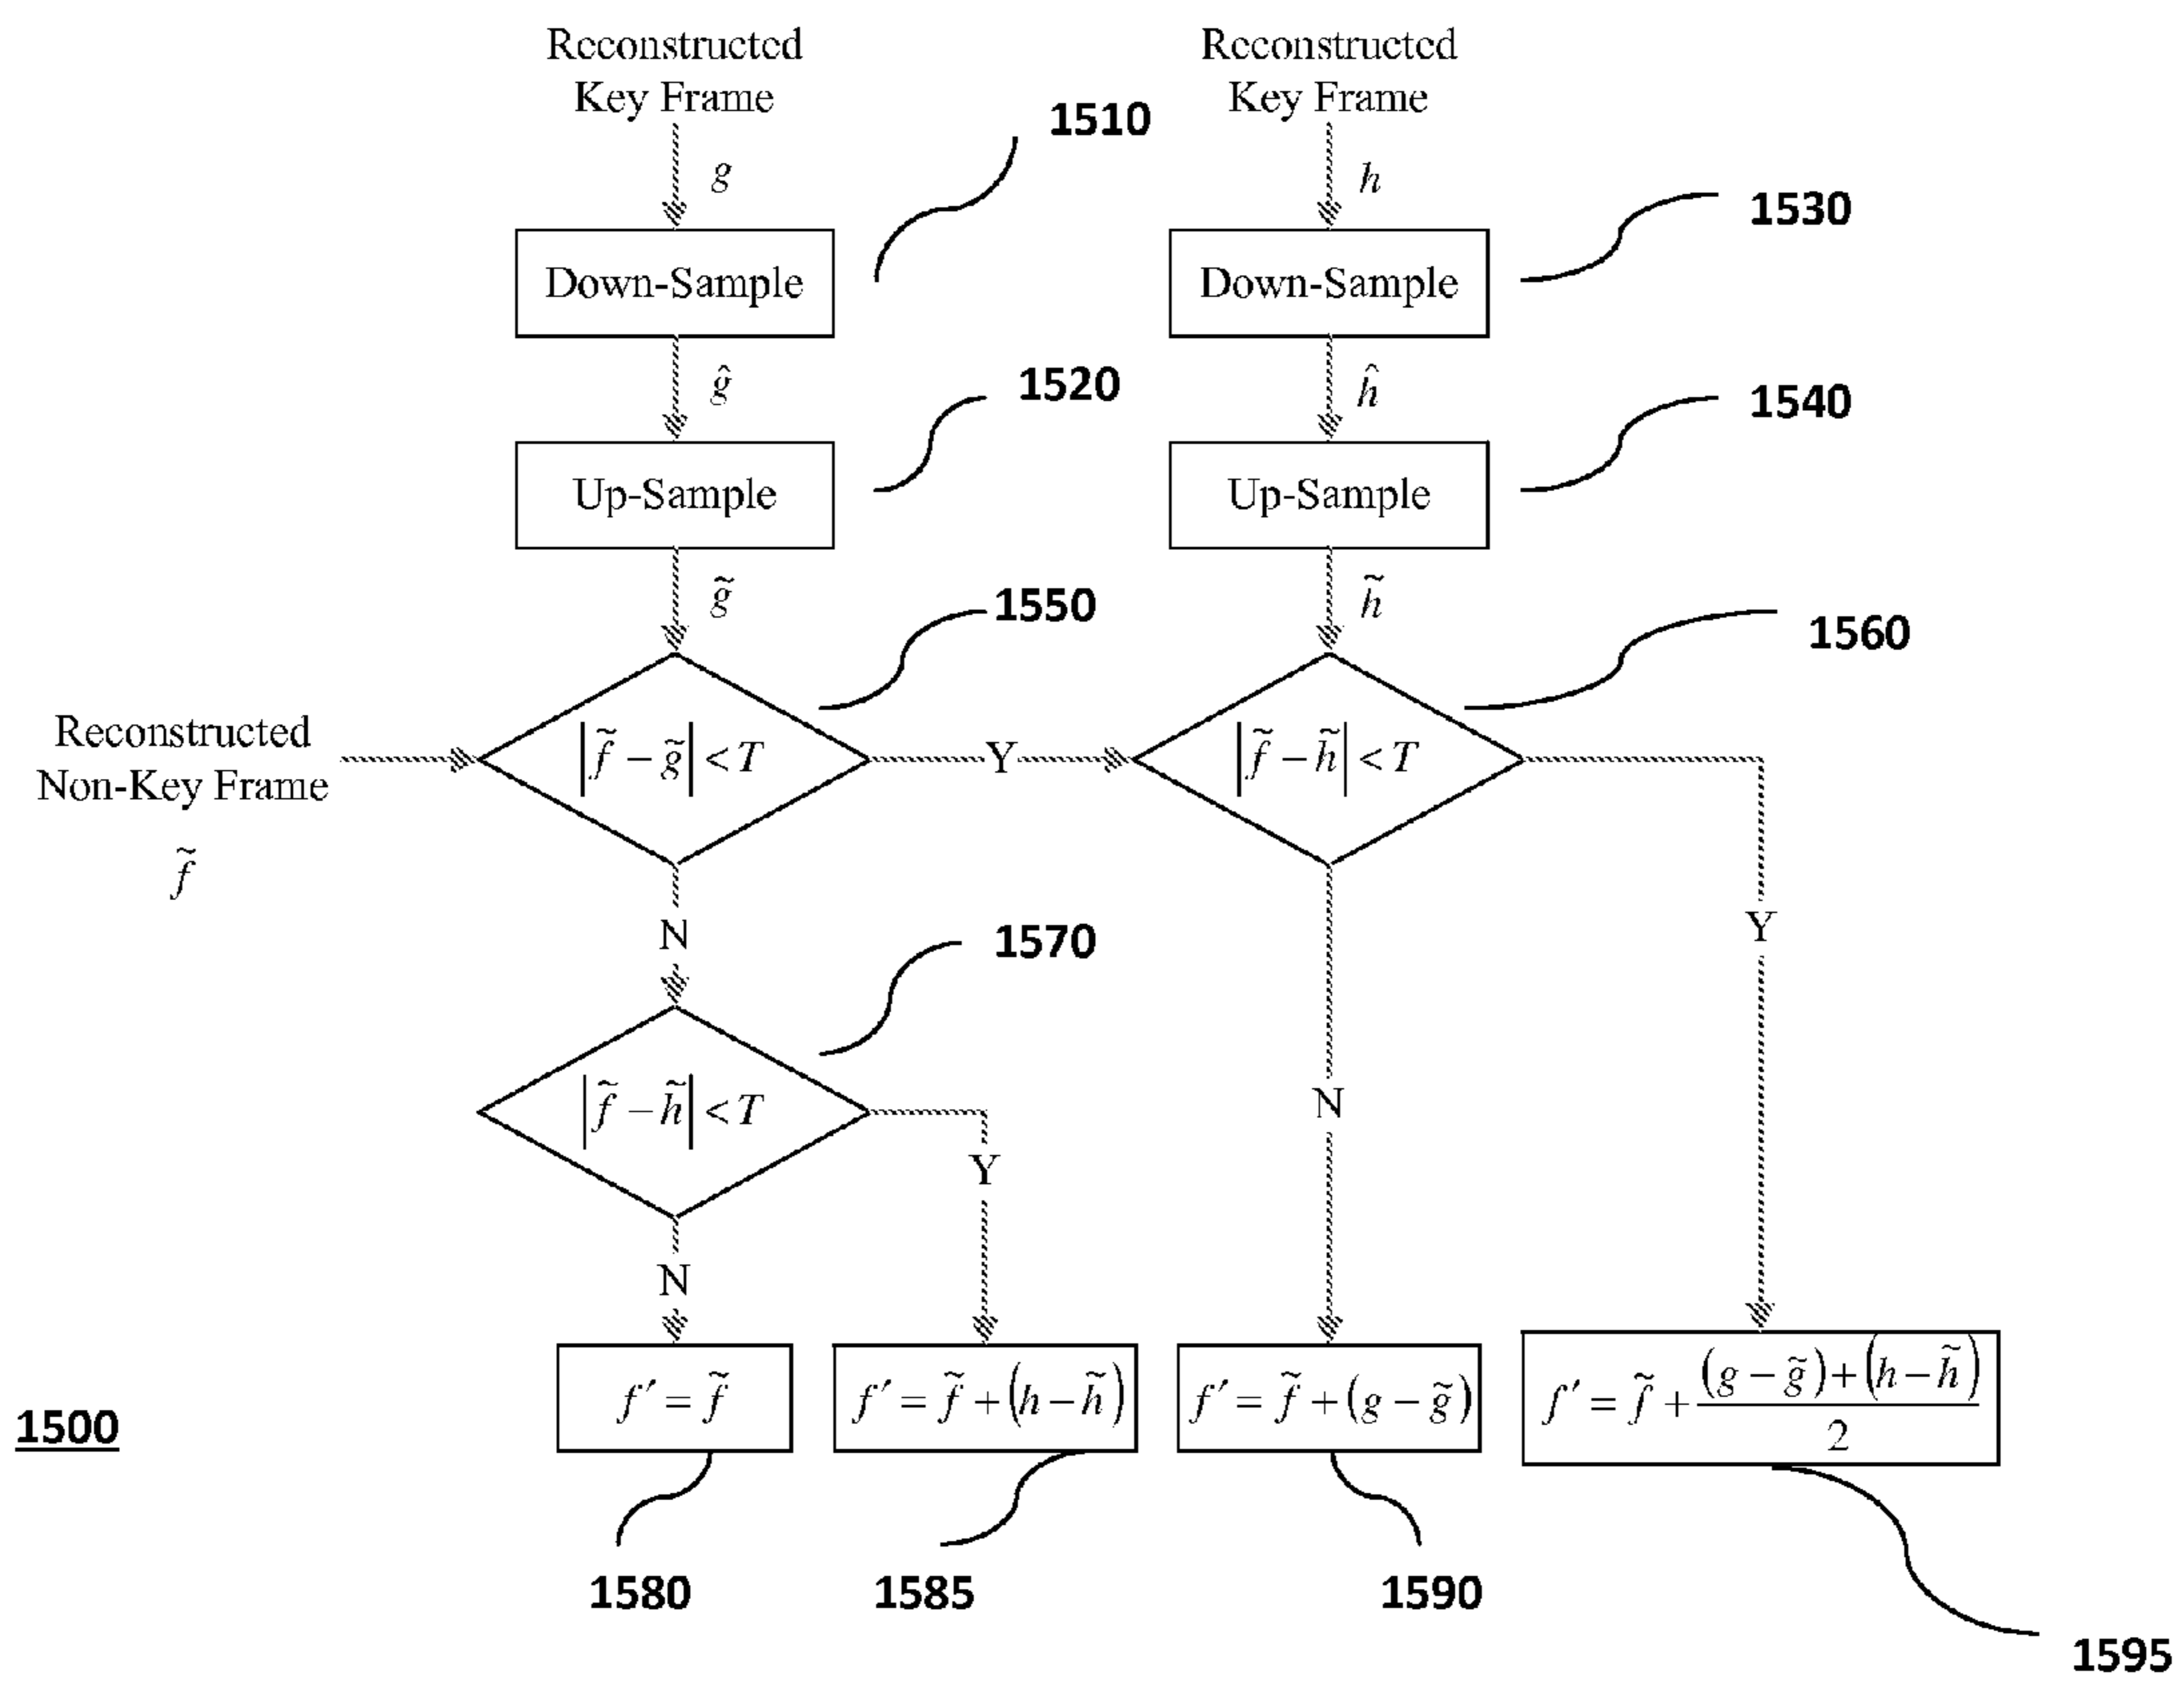 Reconstructed
Key Frame
g
1510
Down-Sample
ĝ
1520
Up-Sample
g̃
1550
Reconstructed
Key Frame
h
1530
Down-Sample
ĥ
1540
Up-Sample
h̃
1560
Reconstructed
Non-Key Frame
f̃
|f̃ − g̃| < T
Y
|f̃ − h̃| < T
Y
N
1570
|f̃ − h̃| < T
Y
N
N
f′ = f̃
f′ = f̃ + (h − h̃)
f′ = f̃ + (g − g̃)
f′ = f̃ + ((g − g̃) + (h − h̃)) / 2
1500
1580
1585
1590
1595